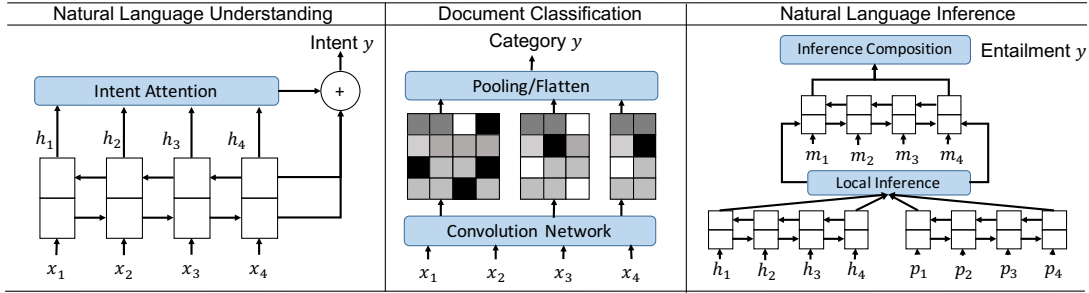 Natural Language Understanding
Intent y
Intent Attention
+
h₁ h₂ h₃ h₄
x₁ x₂ x₃ x₄
Document Classification
Category y
Pooling/Flatten
Convolution Network
x₁ x₂ x₃ x₄
Natural Language Inference
Inference Composition Entailment y
m₁ m₂ m₃ m₄
Local Inference
h₁ h₂ h₃ h₄ p₁ p₂ p₃ p₄